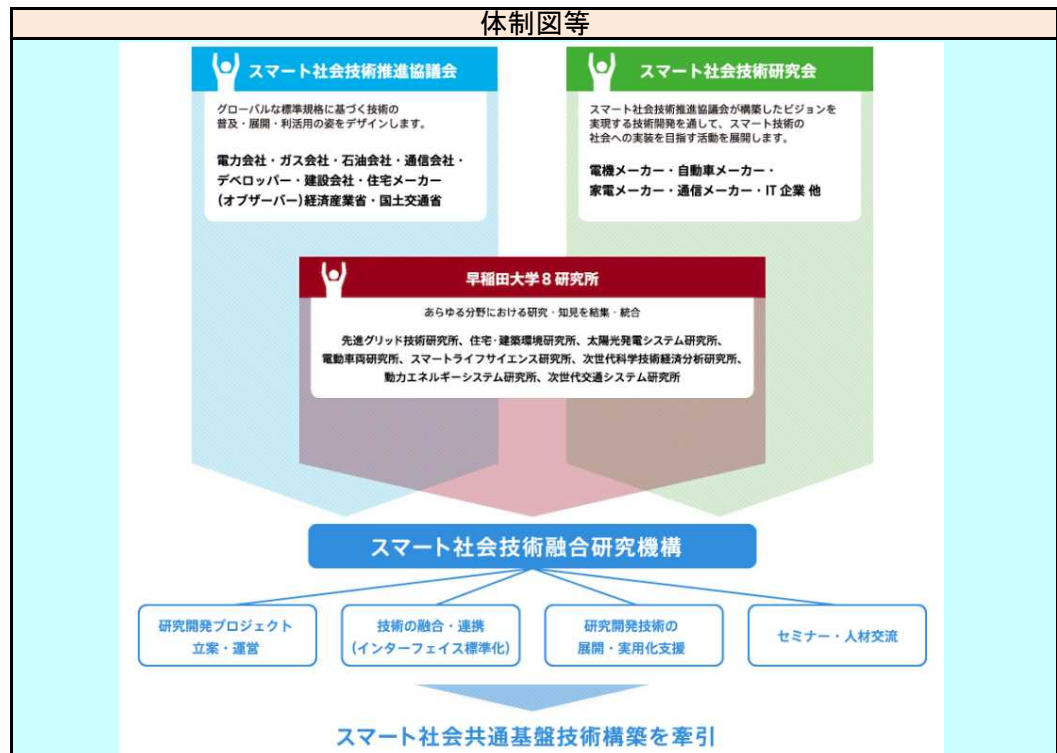 体制図等
スマート社会技術推進協議会
グローバルな標準規格に基づく技術の
普及・展開・利活用の姿をデザインします。
電力会社・ガス会社・石油会社・通信会社・
デベロッパー・建設会社・住宅メーカー
(オブザーバー)経済産業省・国土交通省
スマート社会技術研究会
スマート社会技術推進協議会が構築したビジョンを
実現する技術開発を通して、スマート技術の
社会への実装を目指す活動を展開します。
電機メーカー・自動車メーカー・
家電メーカー・通信メーカー・IT 企業 他
早稲田大学8研究所
あらゆる分野における研究・知見を結集・統合
先進グリッド技術研究所、住宅・建築環境研究所、太陽光発電システム研究所、
電動車両研究所、スマートライフサイエンス研究所、次世代科学技術経済分析研究所、
動力エネルギーシステム研究所、次世代交通システム研究所
スマート社会技術融合研究機構
研究開発プロジェクト
立案・運営
技術の融合・連携
(インターフェイス標準化)
研究開発技術の
展開・実用化支援
セミナー・人材交流
スマート社会共通基盤技術構築を牽引